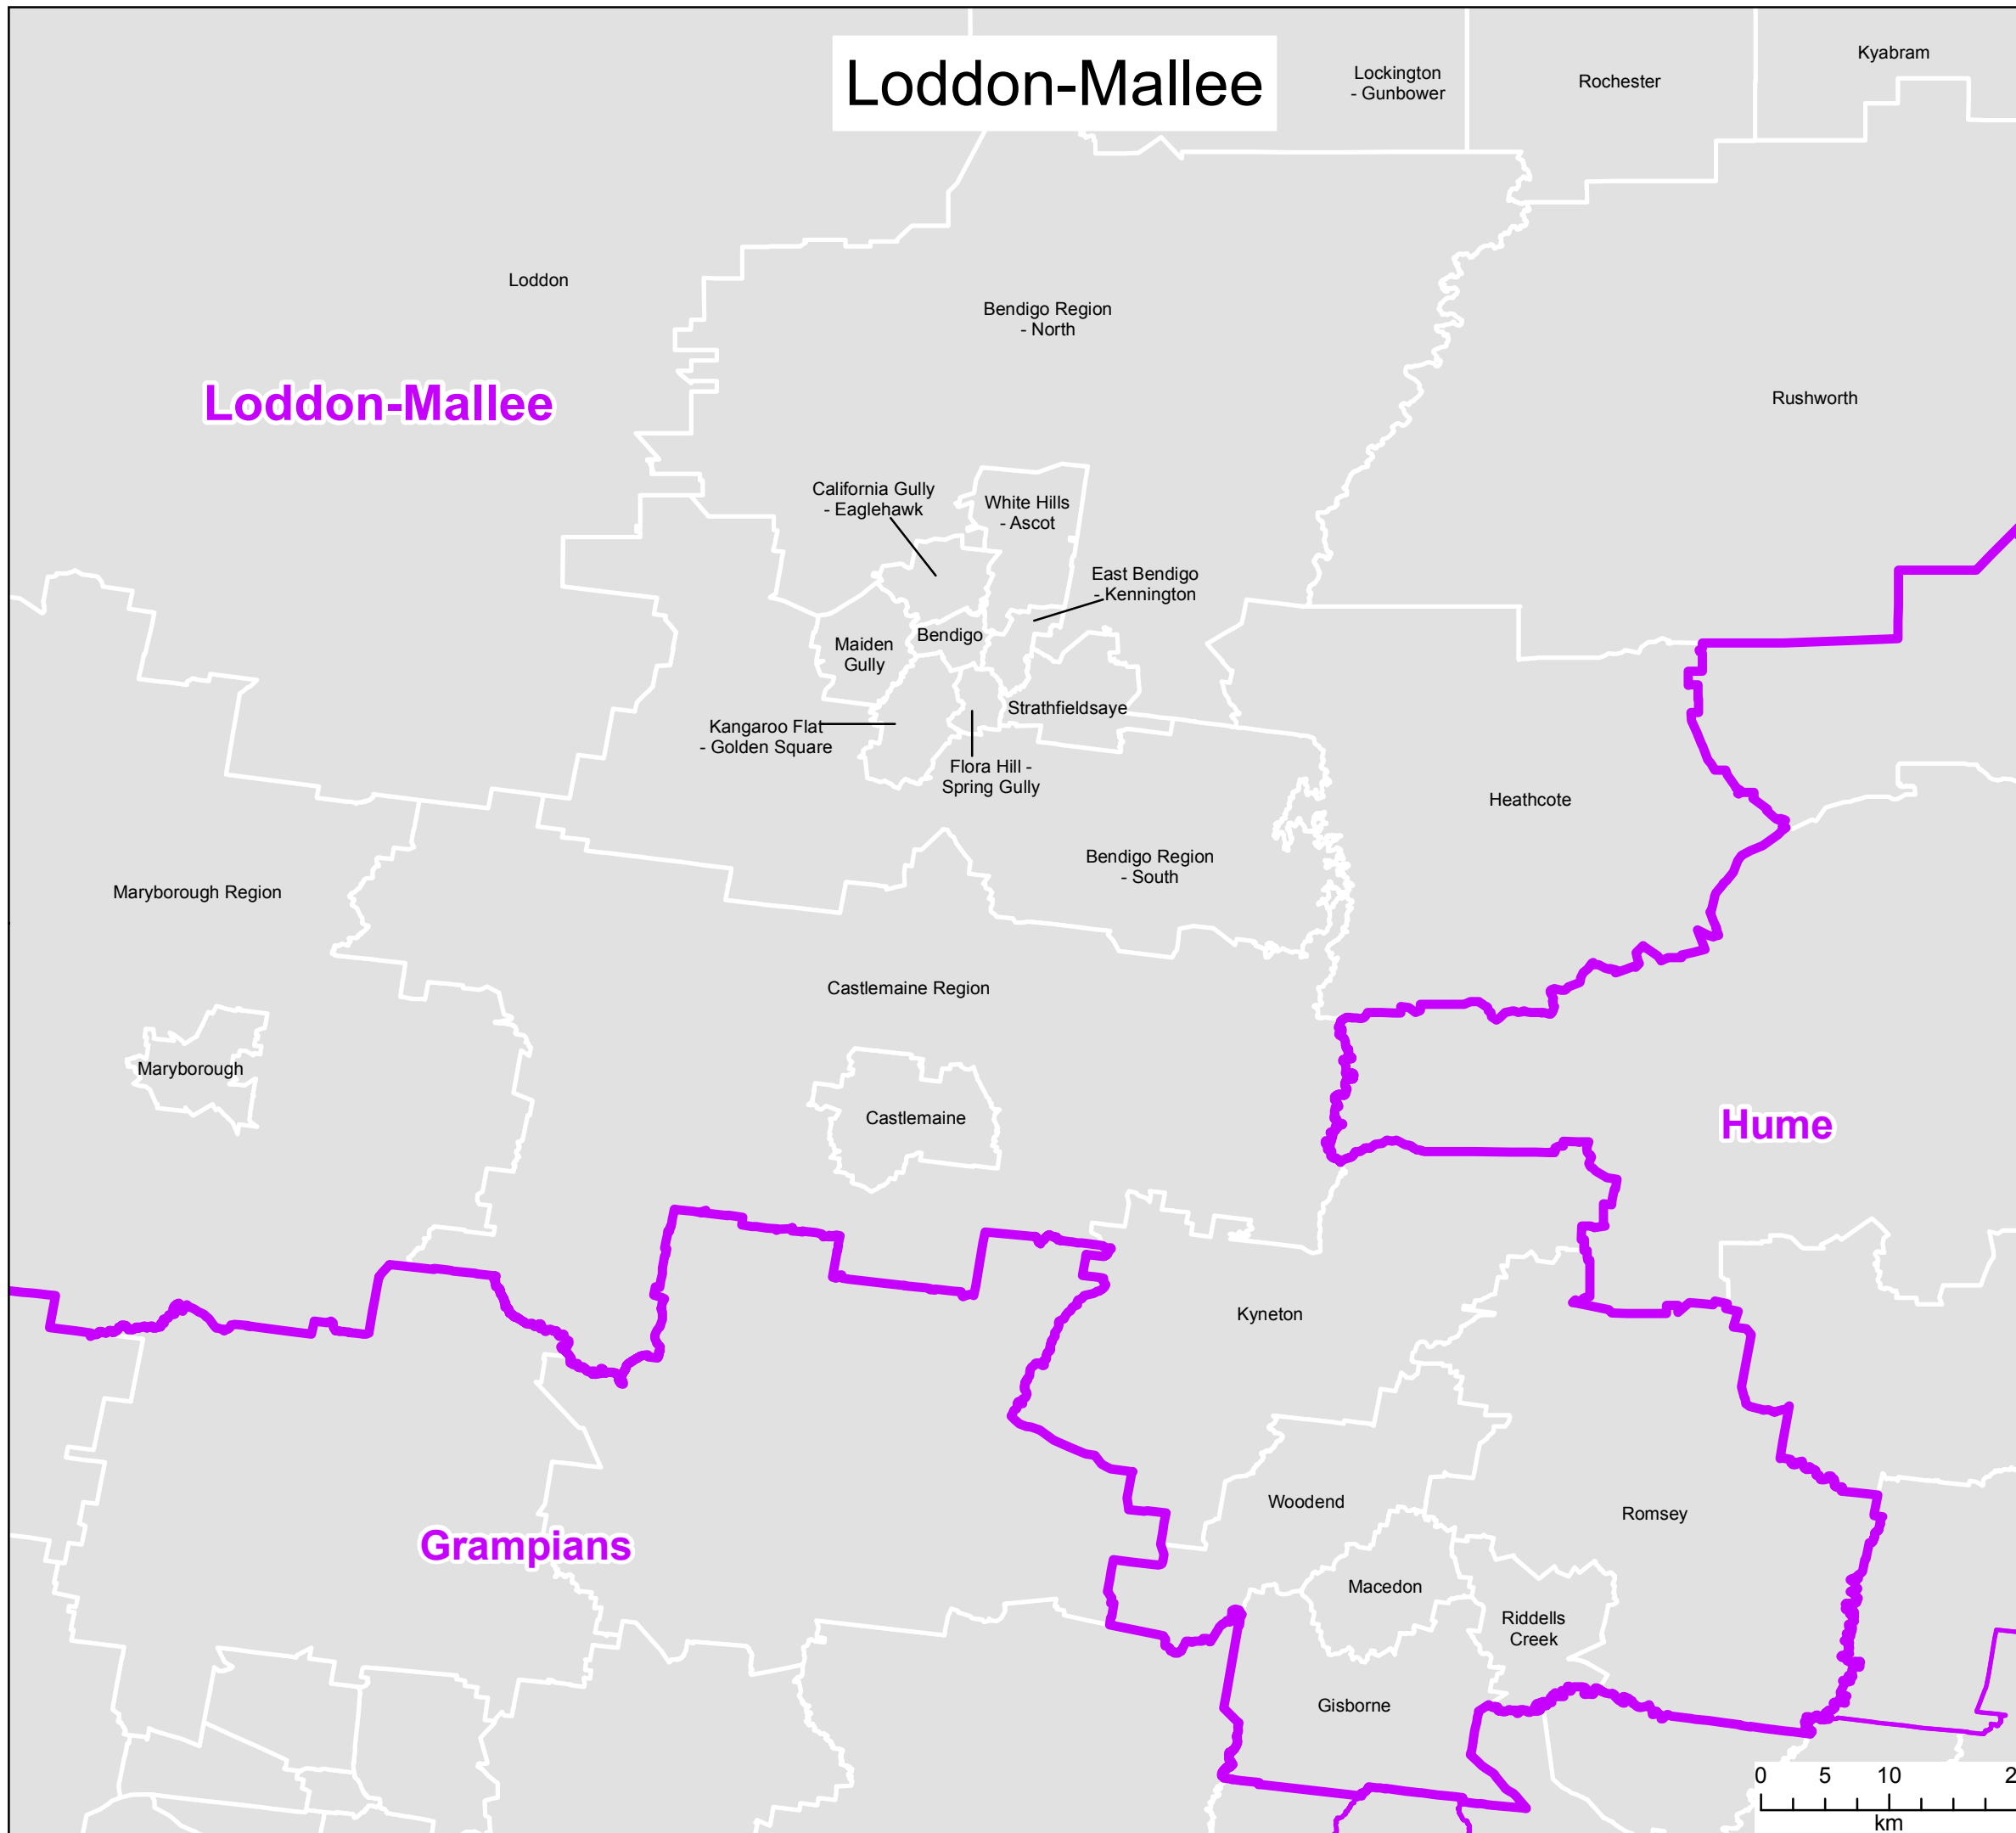 Loddon-Mallee
Lockington
- Gunbower
Rochester
Kyabram
Loddon
Bendigo Region
- North
Loddon-Mallee
Rushworth
California Gully
- Eaglehawk
White Hills
- Ascot
East Bendigo
- Kennington
Bendigo
Maiden
Gully
Strathfieldsaye
Kangaroo Flat
- Golden Square
Flora Hill -
Spring Gully
Heathcote
Bendigo Region
- South
Maryborough Region
Castlemaine Region
Maryborough
Castlemaine
Hume
Kyneton
Woodend
Romsey
Grampians
Macedon
Riddells
Creek
Gisborne
0 5 10 2
km